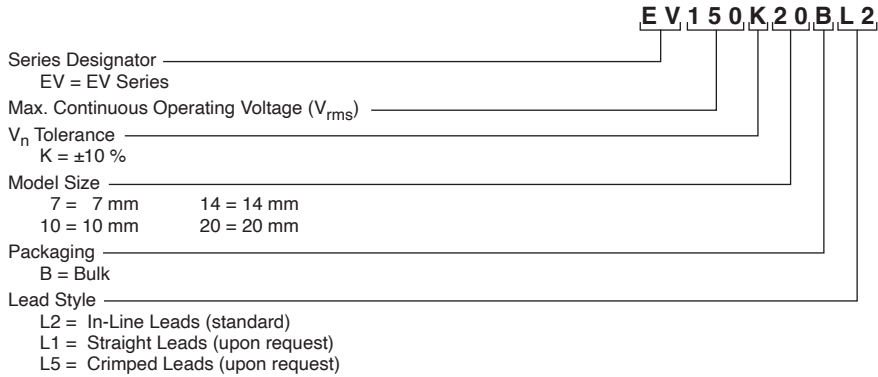 EV150K20BL2
Series Designator
EV = EV Series
Max. Continuous Operating Voltage (Vrms)
Vn Tolerance
K = ±10 %
Model Size
7 = 7 mm 14 = 14 mm
10 = 10 mm 20 = 20 mm
Packaging
B = Bulk
Lead Style
L2 = In-Line Leads (standard)
L1 = Straight Leads (upon request)
L5 = Crimped Leads (upon request)